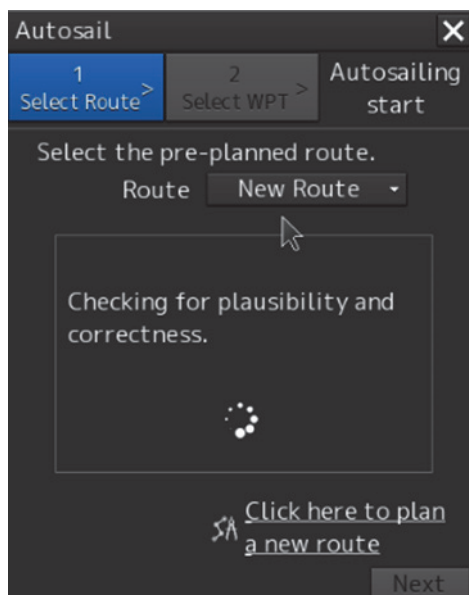 Autosail
1
Select Route >
2
Select WPT >
Autosailing
start
Select the pre-planned route.
Route New Route
Checking for plausibility and
correctness.
Click here to plan
a new route
Next